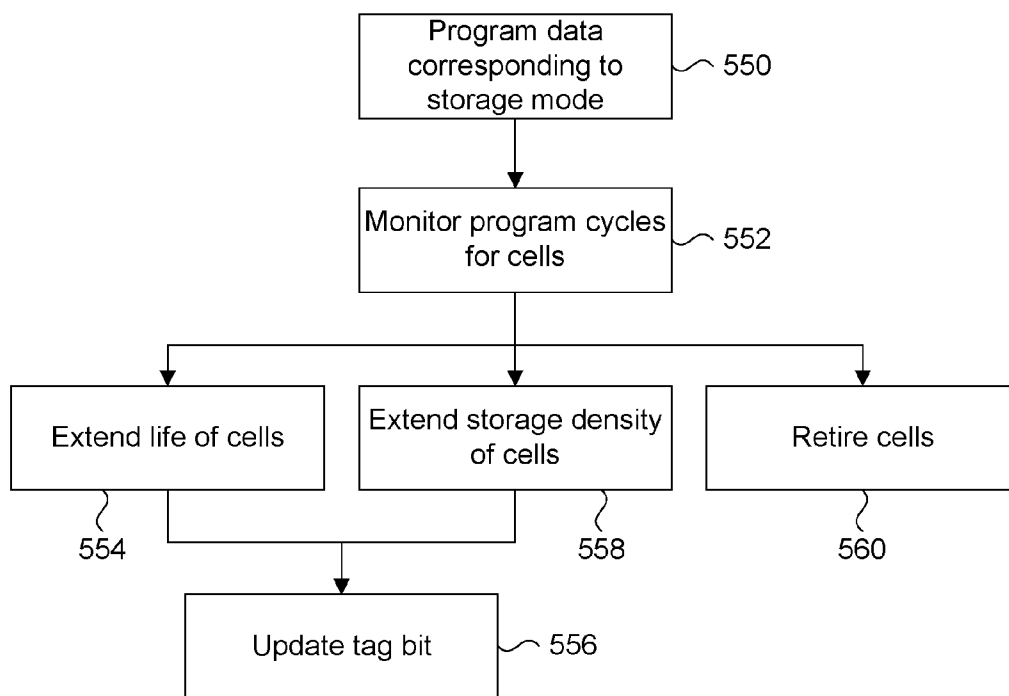 Program data
corresponding to
storage mode
550
Monitor program cycles
for cells
552
Extend life of cells
Extend storage density
of cells
Retire cells
554
558
560
Update tag bit
556